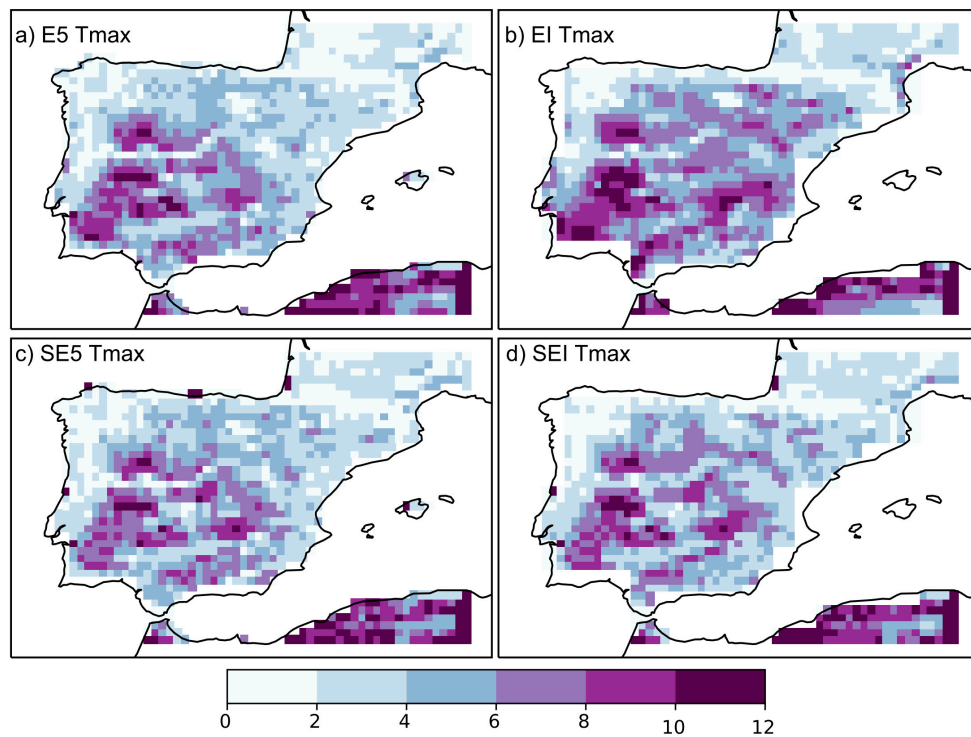 a) E5 Tmax
b) EI Tmax
c) SE5 Tmax
d) SEI Tmax
0 2 4 6 8 10 12